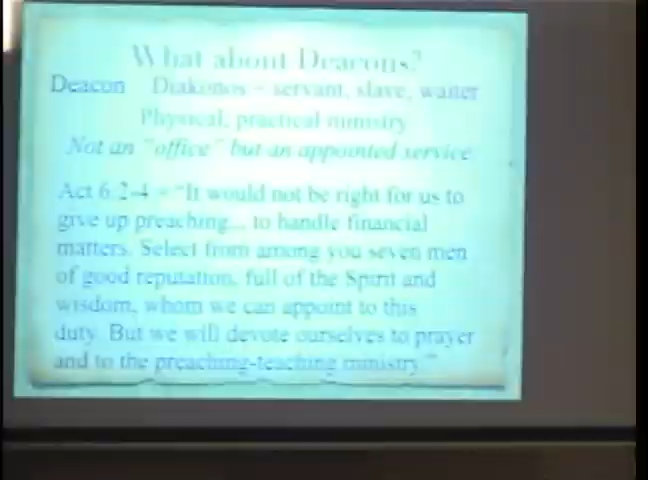 What about Deacons?
Deacon Diakonos - servant, slave, waiter
Physical, practical ministry
Not an "office" but an appointed service
Act 6:2-4 - "It would not be right for us to
give up preaching... to handle financial
matters. Select from among you seven men
of good reputation, full of the Spirit and
wisdom, whom we can appoint to this
duty. But we will devote ourselves to prayer
and to the preaching-teaching ministry."